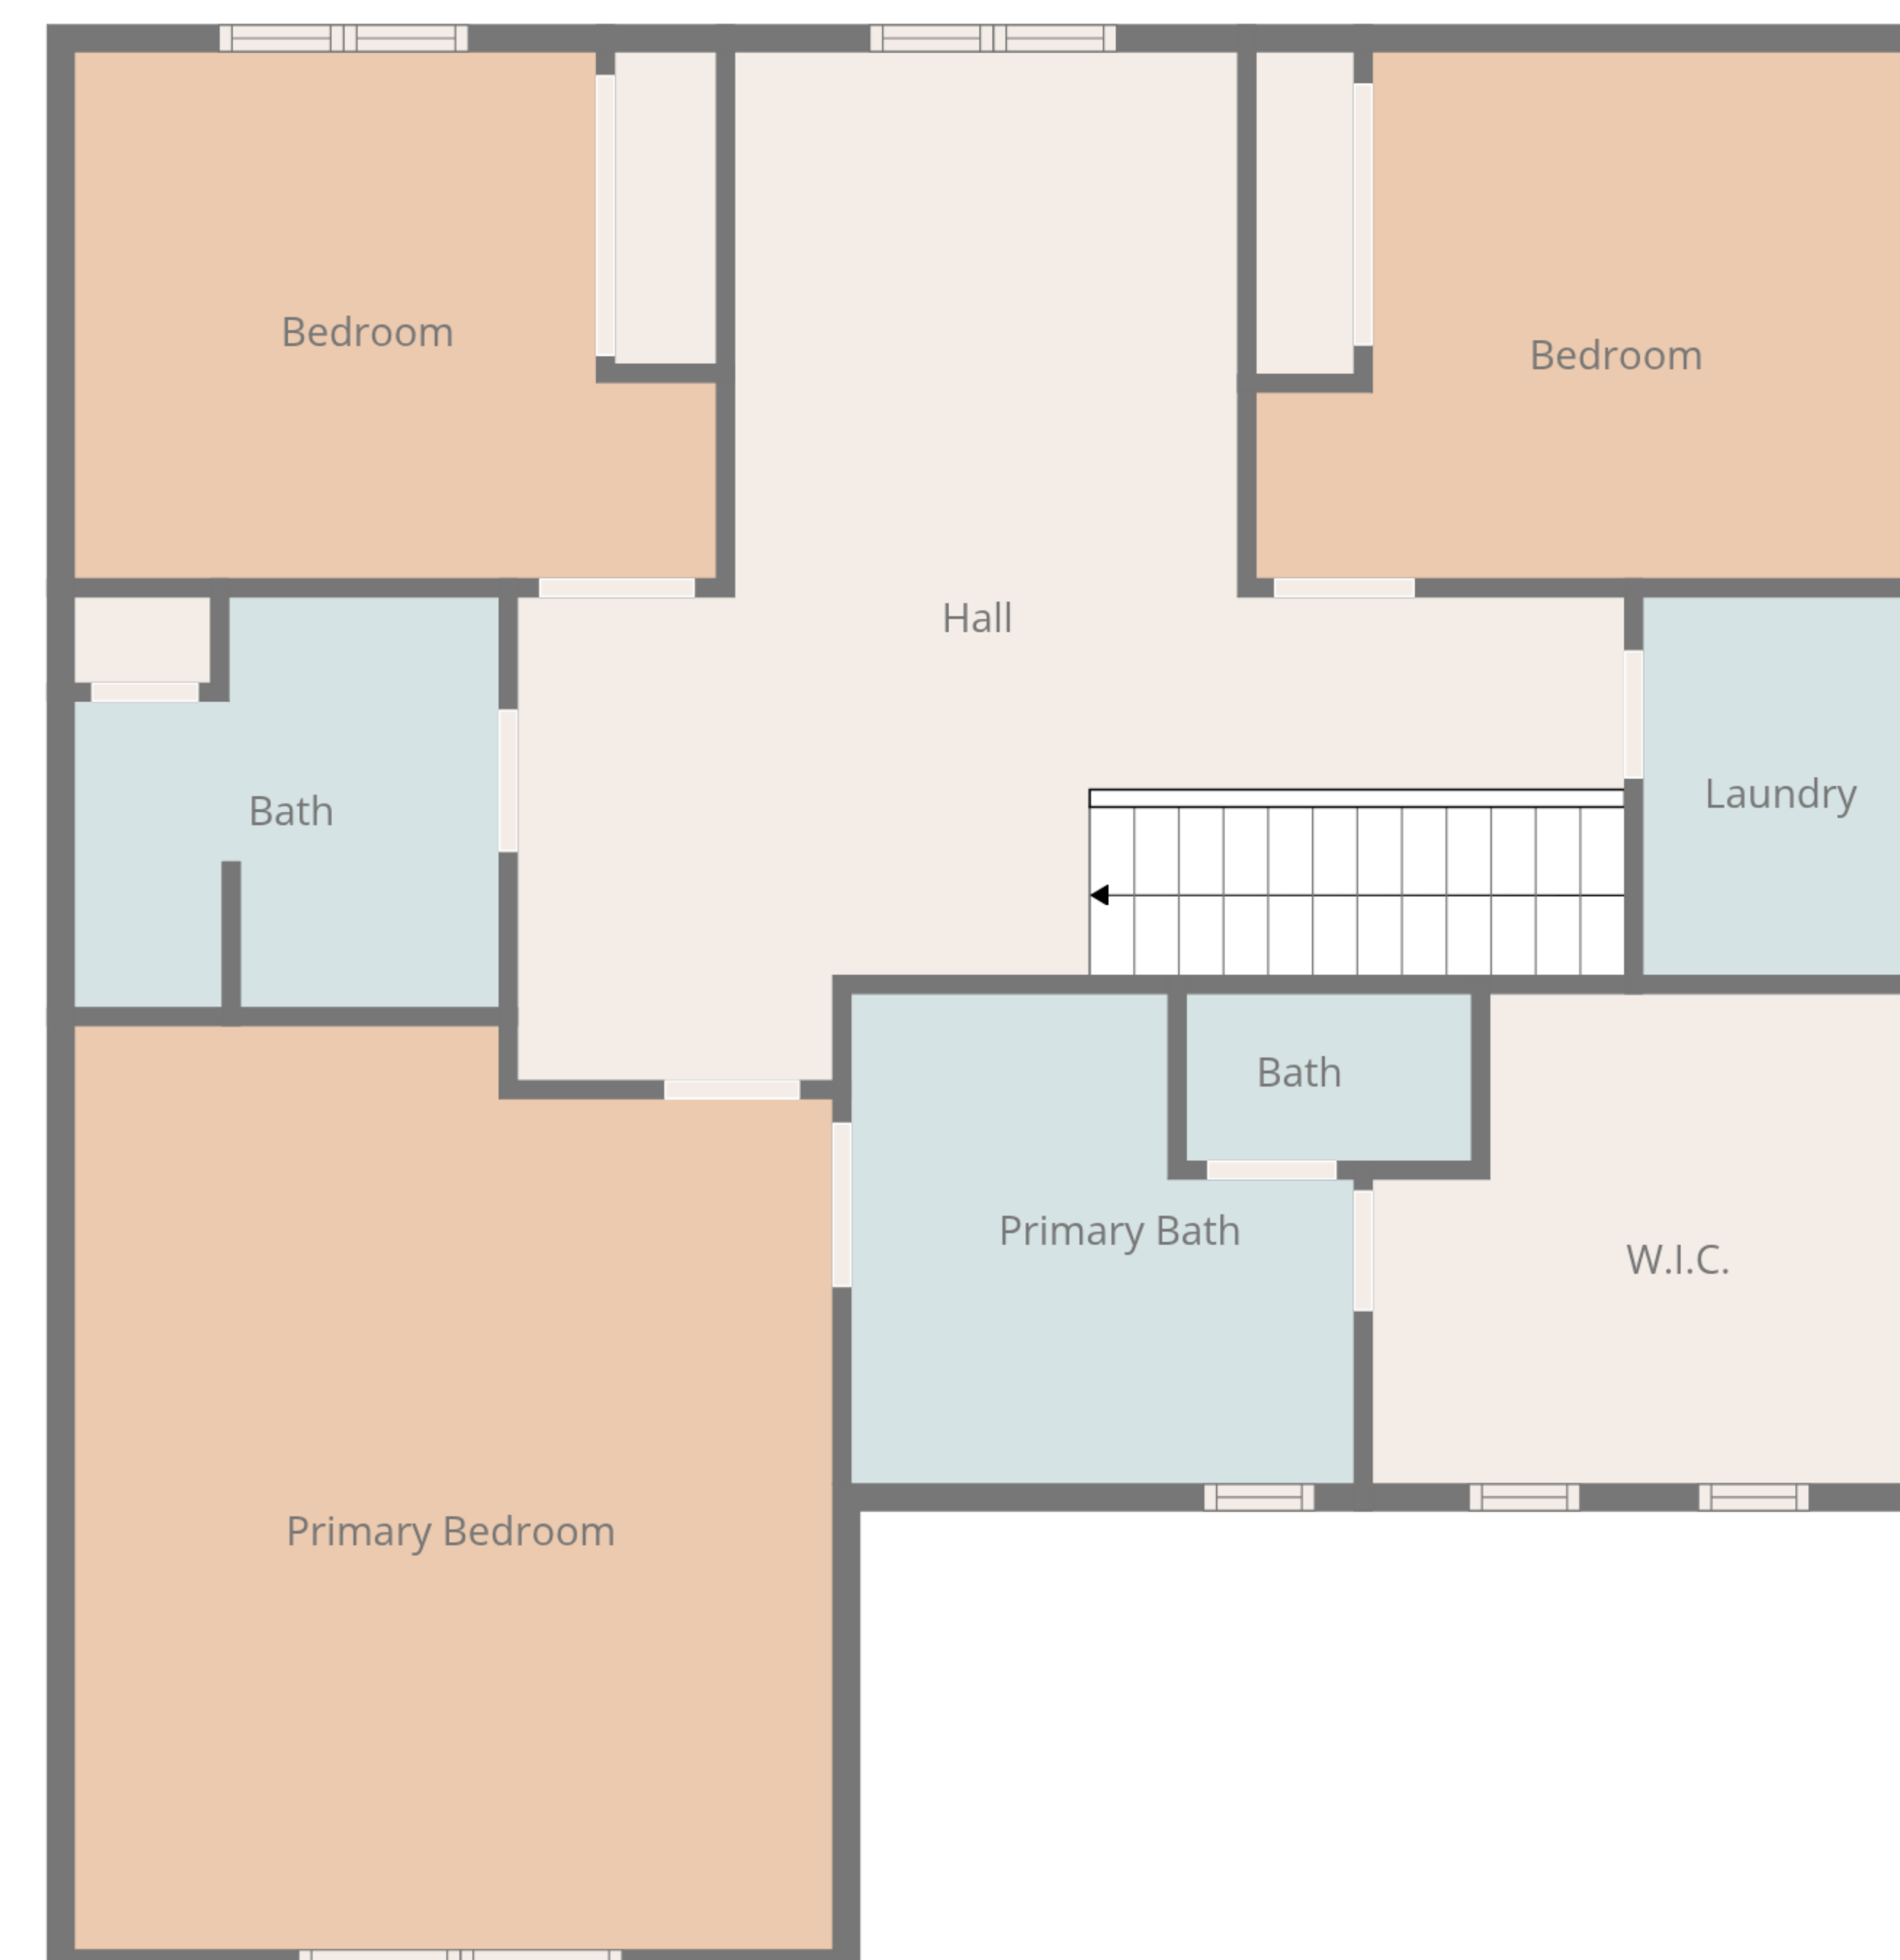 Bedroom
Bedroom
Hall
Laundry
Bath
Bath
Primary Bath
W.I.C.
Primary Bedroom